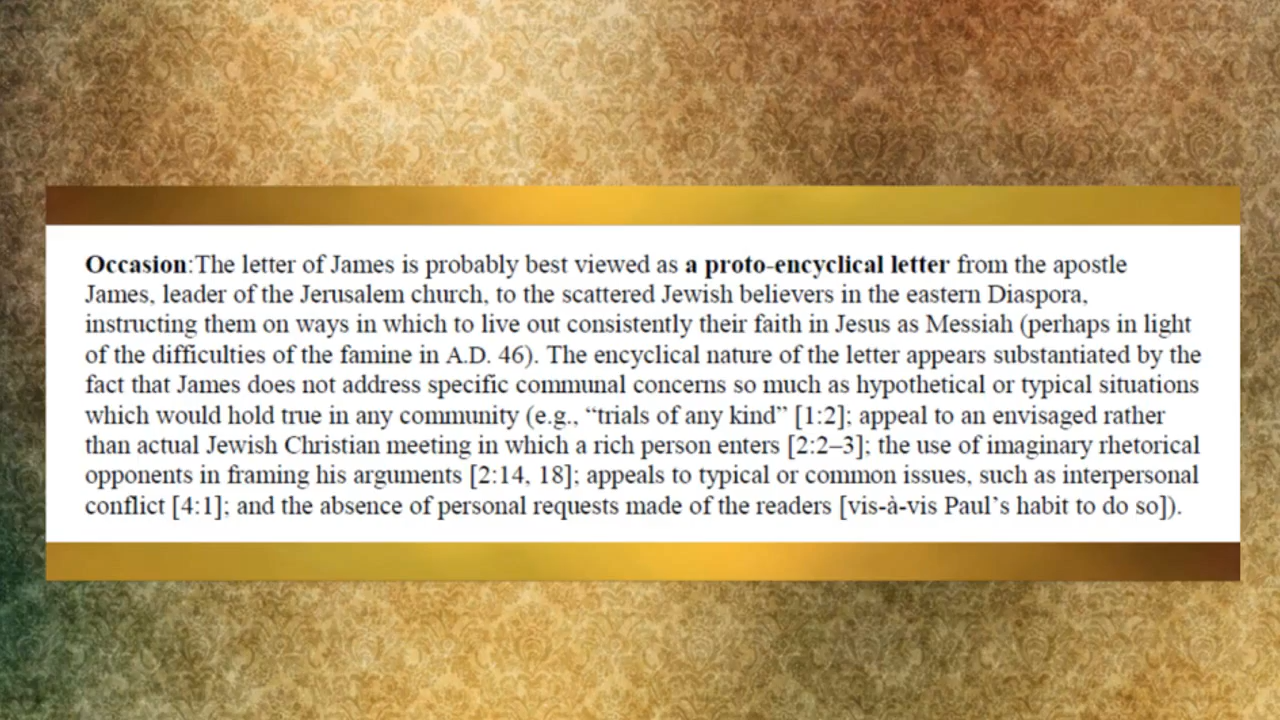 Occasion:The letter of James is probably best viewed as a proto-encyclical letter from the apostle
James, leader of the Jerusalem church, to the scattered Jewish believers in the eastern Diaspora,
instructing them on ways in which to live out consistently their faith in Jesus as Messiah (perhaps in light
of the difficulties of the famine in A.D. 46). The encyclical nature of the letter appears substantiated by the
fact that James does not address specific communal concerns so much as hypothetical or typical situations
which would hold true in any community (e.g., “trials of any kind” [1:2]; appeal to an envisaged rather
than actual Jewish Christian meeting in which a rich person enters [2:2–3]; the use of imaginary rhetorical
opponents in framing his arguments [2:14, 18]; appeals to typical or common issues, such as interpersonal
conflict [4:1]; and the absence of personal requests made of the readers [vis-à-vis Paul’s habit to do so]).